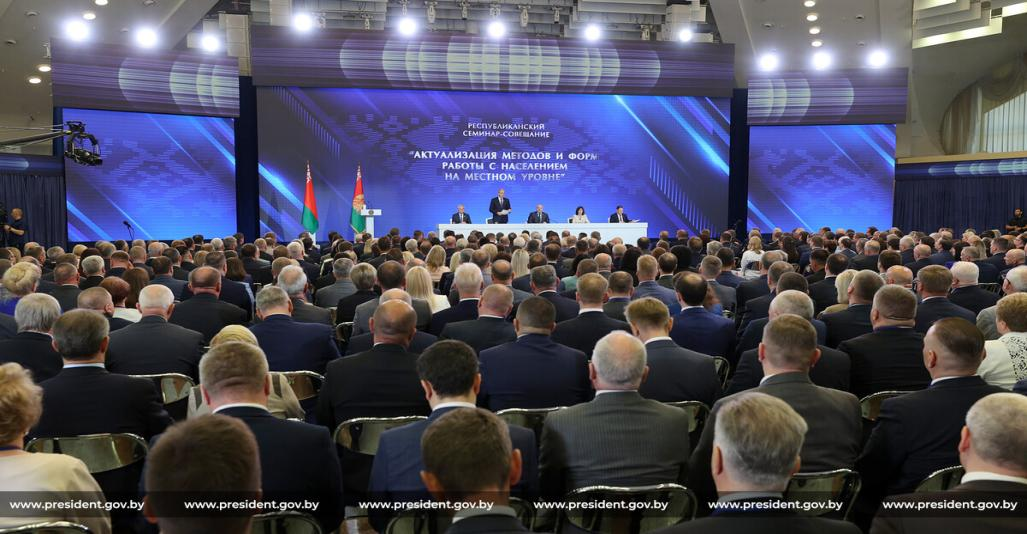 РЕСПУБЛИКАНСКИЙ
СЕМИНАР-СОВЕЩАНИЕ
"АКТУАЛИЗАЦИЯ МЕТОДОВ И ФОРМ
РАБОТЫ С НАСЕЛЕНИЕМ
НА МЕСТНОМ УРОВНЕ"
www.president.gov.by www.president.gov.by www.president.gov.by www.president.gov.by www.president.gov.by